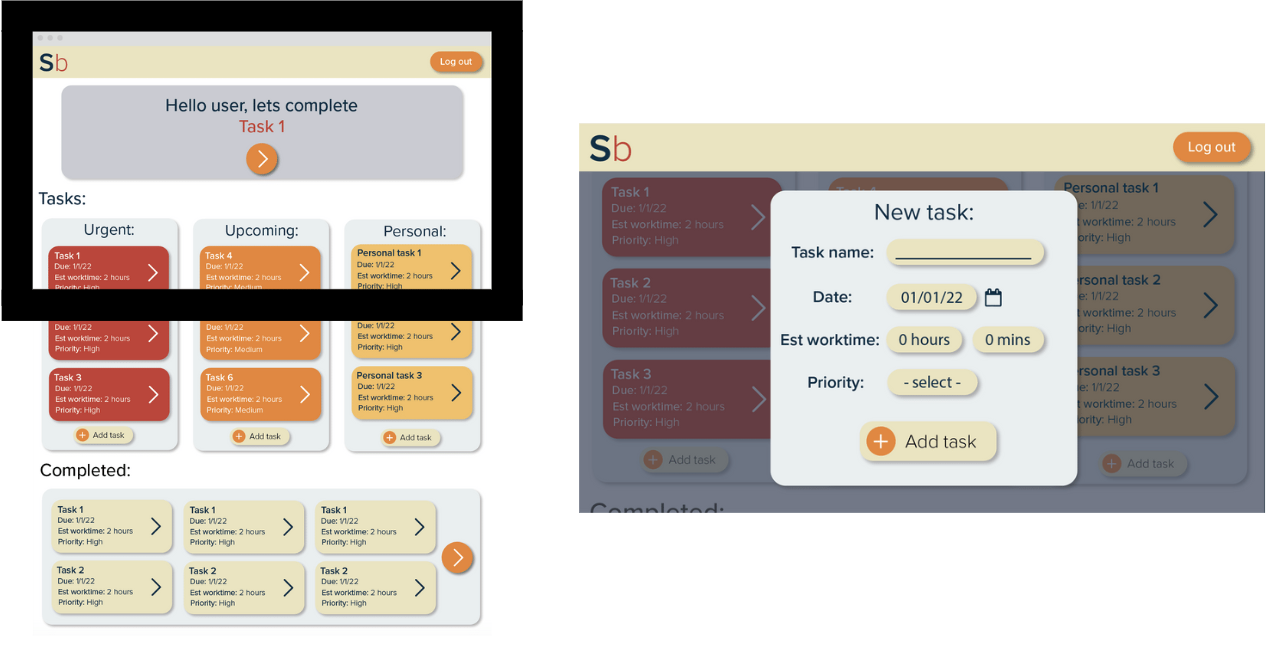 Sb
Log out
Hello user, lets complete
Task 1
Tasks:
Urgent:
Task 1
Due: 1/1/22
Est worktime: 2 hours
Priority: High
Due: 1/1/22
Est worktime: 2 hours
Priority: High
Task 3
Due: 1/1/22
Est worktime: 2 hours
Priority: High
Add task
Upcoming:
Task 4
Due: 1/1/22
Est worktime: 2 hours
Priority: Medium
Due: 1/1/22
Est worktime: 2 hours
Priority: Medium
Task 6
Due: 1/1/22
Est worktime: 2 hours
Priority: Medium
Add task
Personal:
Personal task 1
Due: 1/1/22
Est worktime: 2 hours
Priority: High
Due: 1/1/22
Est worktime: 2 hours
Priority: High
Personal task 3
Due: 1/1/22
Est worktime: 2 hours
Priority: High
Add task
Completed:
Task 1
Due: 1/1/22
Est worktime: 2 hours
Priority: High
Task 1
Due: 1/1/22
Est worktime: 2 hours
Priority: High
Task 1
Due: 1/1/22
Est worktime: 2 hours
Priority: High
Task 2
Due: 1/1/22
Est worktime: 2 hours
Priority: High
Task 2
Due: 1/1/22
Est worktime: 2 hours
Priority: High
Task 2
Due: 1/1/22
Est worktime: 2 hours
Priority: High
Sb
Log out
Task 1
Due: 1/1/22
Est worktime: 2 hours
Priority: High
Task 2
Due: 1/1/22
Est worktime: 2 hours
Priority: High
Task 3
Due: 1/1/22
Est worktime: 2 hours
Priority: High
Add task
New task:
Task name:
Date: 01/01/22
Est worktime: 0 hours 0 mins
Priority: - select -
Add task
Personal task 1
e: 1/1/22
t worktime: 2 hours
ority: High
ersonal task 2
e: 1/1/22
t worktime: 2 hours
ority: High
ersonal task 3
e: 1/1/22
t worktime: 2 hours
ority: High
Add task
Completed: